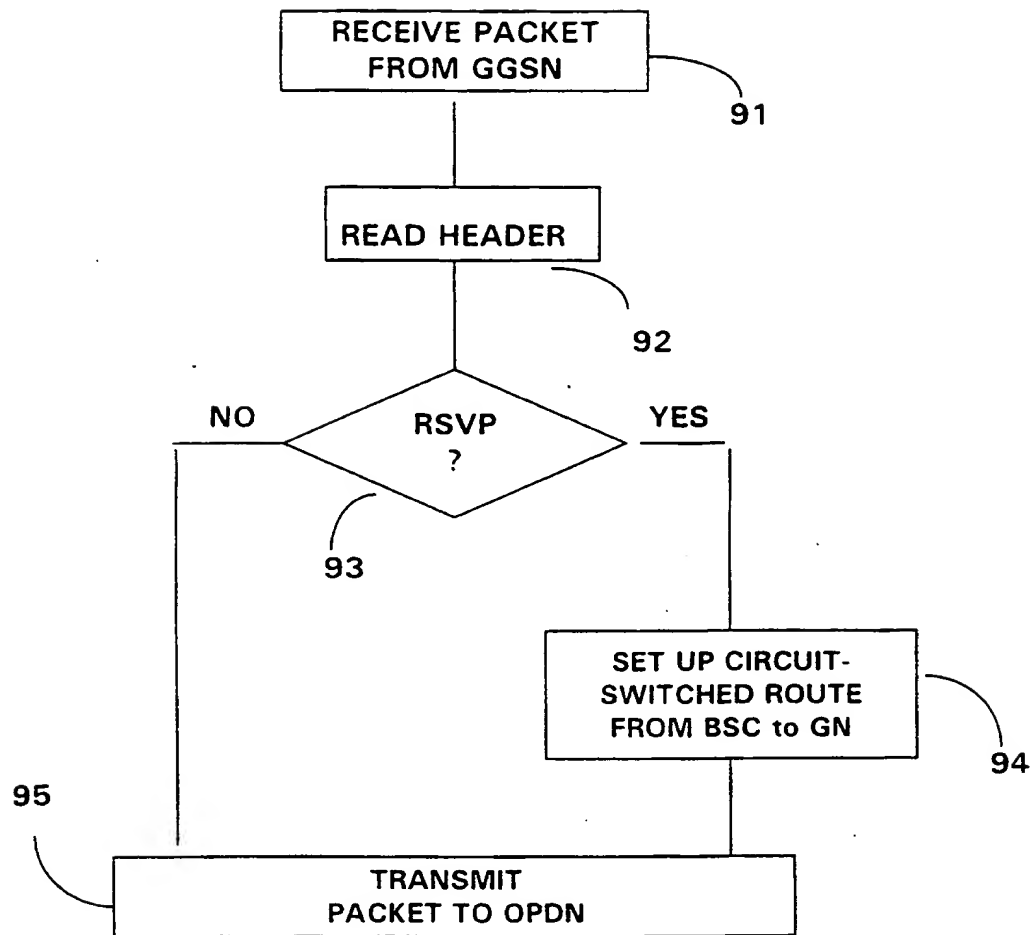 RECEIVE PACKET
FROM GGSN
91
READ HEADER
92
NO
RSVP
?
YES
93
SET UP CIRCUIT-
SWITCHED ROUTE
FROM BSC to GN
94
95
TRANSMIT
PACKET TO OPDN